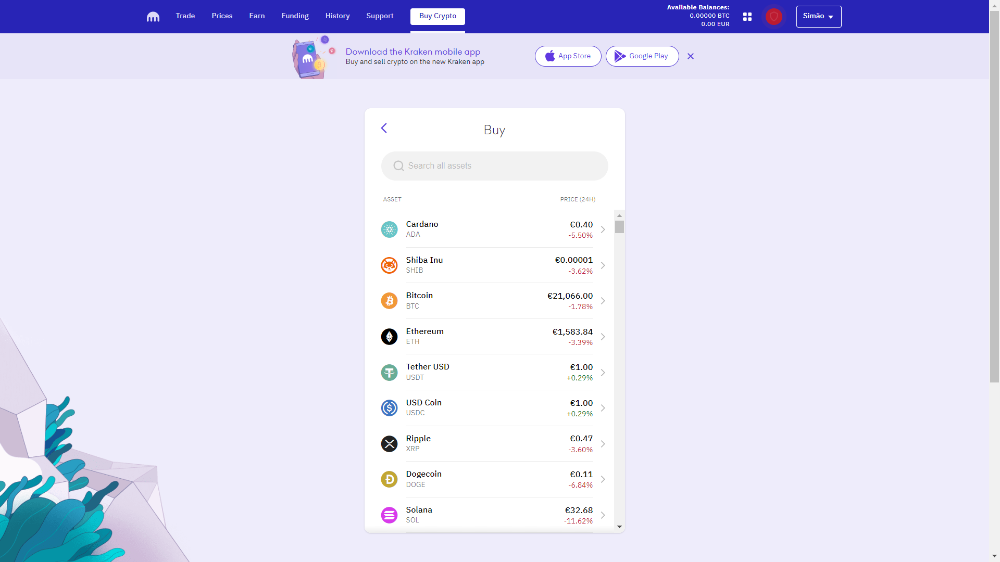 Trade
Prices
Earn
Funding
History
Support
Buy Crypto
Available Balances:
0.00000 BTC
0.00 EUR
Simão
Download the Kraken mobile app
Buy and sell crypto on the new Kraken app
App Store
Google Play
Buy
Search all assets
ASSET PRICE (24H)
Cardano €0.40
ADA -5.50%
Shiba Inu €0.00001
SHIB -3.62%
Bitcoin €21,066.00
BTC -1.78%
Ethereum €1,583.84
ETH -3.39%
Tether USD €1.00
USDT +0.29%
USD Coin €1.00
USDC +0.29%
Ripple €0.47
XRP -3.60%
Dogecoin €0.11
DOGE -6.84%
Solana €32.68
SOL -11.62%